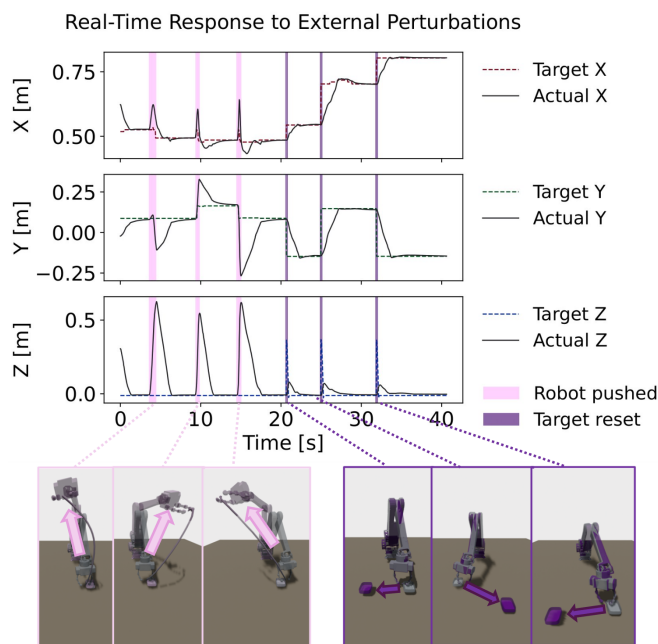 Real-Time Response to External Perturbations
X [m]
0.75
0.50
Target X
Actual X
Y [m]
0.25
0.00
−0.25
Target Y
Actual Y
Z [m]
0.5
0.0
Target Z
Actual Z
0 10 20 30 40
Time [s]
Robot pushed
Target reset